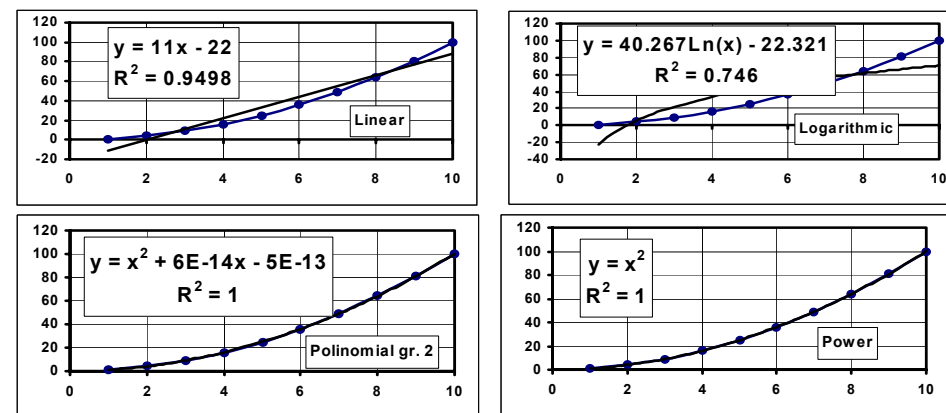 120
100
80
60
40
20
0
-20
y = 11x - 22
R² = 0.9498
Linear
0 2 4 6 8 10
120
100
80
60
40
20
0
-20
-40
y = 40.267Ln(x) - 22.321
R² = 0.746
Logarithmic
0 2 4 6 8 10
120
100
80
60
40
20
0
y = x² + 6E-14x - 5E-13
R² = 1
Polinomial gr. 2
0 2 4 6 8 10
120
100
80
60
40
20
0
y = x²
R² = 1
Power
0 2 4 6 8 10